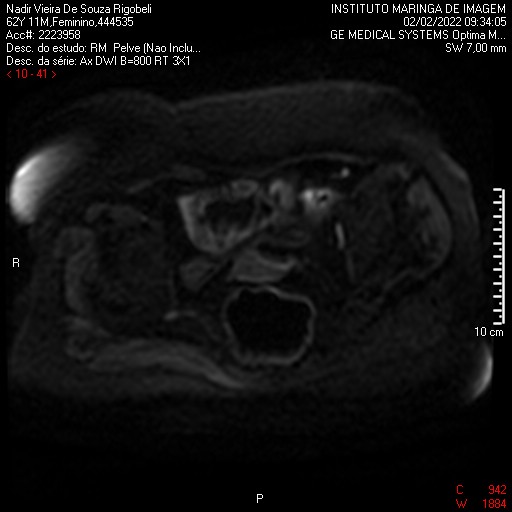 Nadir Vieira De Souza Rigobeli
62Y 11M,Feminino,444535
Acc#: 2223958
Desc. do estudo: RM Pelve (Nao Inclu...
Desc. da série: Ax DWI B=800 RT 3X1
< 10 - 41 >
INSTITUTO MARINGA DE IMAGEM
02/02/2022 09:34:05
GE MEDICAL SYSTEMS Optima M...
SW 7,00 mm
R
10 cm
P
C 942
W 1884